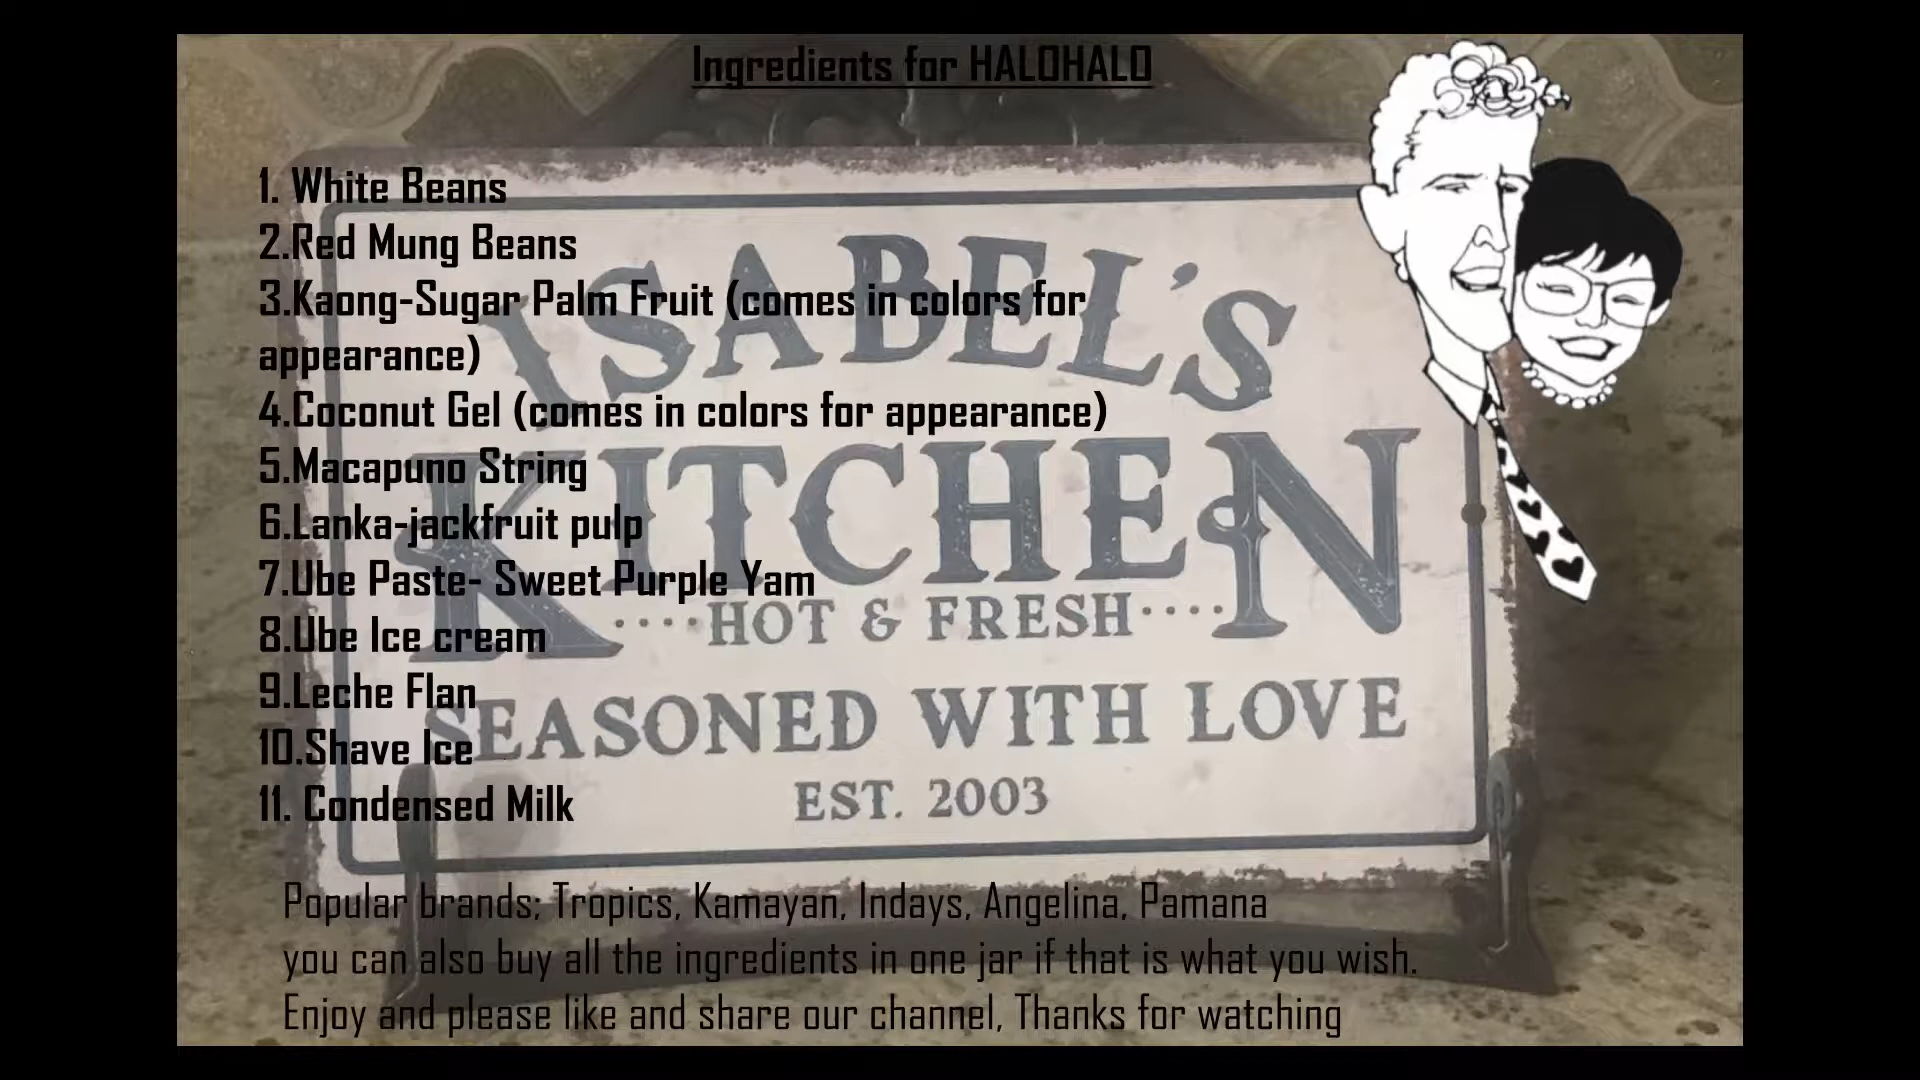 Ingredients for HALOHALO
1. White Beans
2.Red Mung Beans
3.Kaong-Sugar Palm Fruit (comes in colors for
appearance)
4.Coconut Gel (comes in colors for appearance)
5.Macapuno String
6.Lanka-jackfruit pulp
7.Ube Paste- Sweet Purple Yam
8.Ube Ice cream
9.Leche Flan
10.Shave Ice
11. Condensed Milk
ISABEL'S
KITCHEN
····HOT & FRESH····
SEASONED WITH LOVE
EST. 2003
Popular brands; Tropics, Kamayan, Indays, Angelina, Pamana
you can also buy all the ingredients in one jar if that is what you wish.
Enjoy and please like and share our channel, Thanks for watching